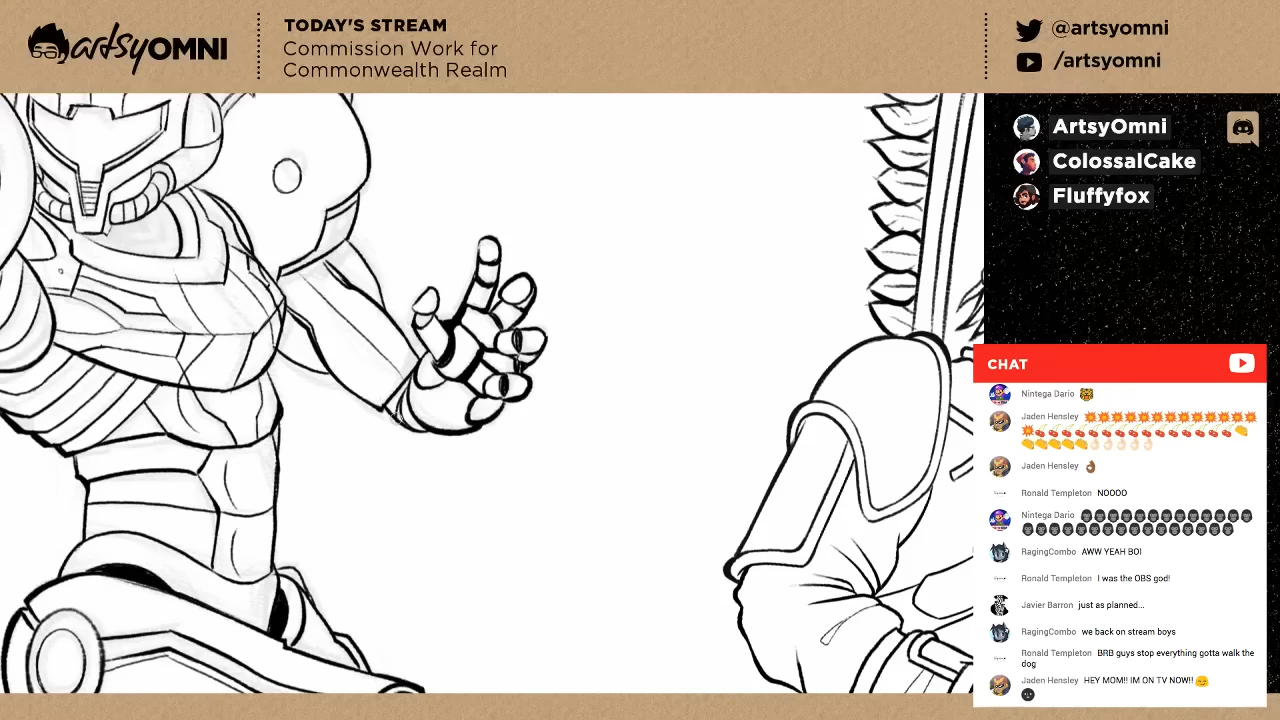 artsyOMNI
TODAY'S STREAM
Commission Work for
Commonwealth Realm
@artsyomni
/artsyomni
ArtsyOmni
ColossalCake
Fluffyfox
CHAT
Nintega Dario 🐯
Jaden Hensley 💥💥💥💥💥💥💥💥💥💥💥💥💥
💥🍒🍒🍒🍒🍒🍒🍒🍒🍒🍒🍒🍒🍒🍒🍒🌮
🌮🌮🌮🌮🌮👌🏻👌🏻👌🏻👌🏻👌🏻
Jaden Hensley 👌🏾
Ronald Templeton NOOOO
Nintega Dario 🦍🦍🦍🦍🦍🦍🦍🦍🦍🦍🦍🦍🦍
🦍🦍🦍🦍🦍🦍🦍🦍🦍🦍🦍🦍🦍🦍🦍🦍
RagingCombo AWW YEAH BOI
Ronald Templeton I was the OBS god!
Javier Barron just as planned...
RagingCombo we back on stream boys
Ronald Templeton BRB guys stop everything gotta walk the
dog
Jaden Hensley HEY MOM!! IM ON TV NOW!! 😊
🌚